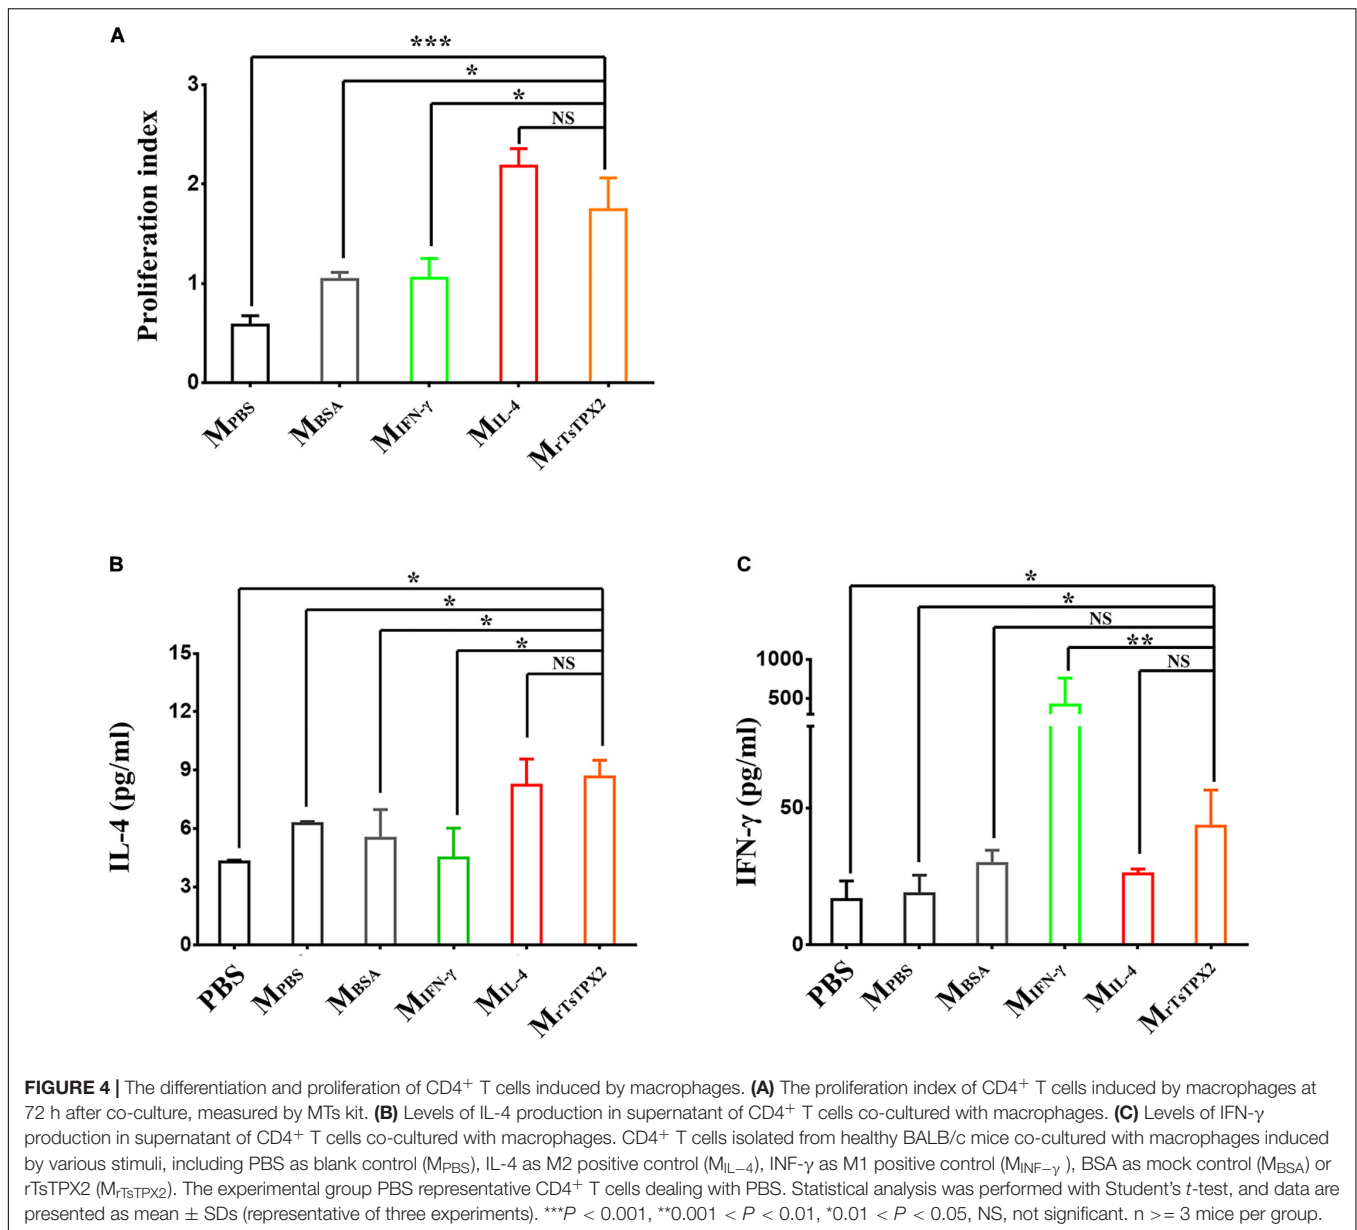 A
***
*
*
NS
3
2
1
0
Proliferation index
MPBS
MBSA
MIFN-γ
MIL-4
MrTsTPX2
B
*
*
*
*
NS
15
12
9
6
3
0
IL-4 (pg/ml)
PBS
MPBS
MBSA
MIFN-γ
MIL-4
MrTsTPX2
C
*
*
NS
**
NS
1000
500
50
0
IFN-γ (pg/ml)
PBS
MPBS
MBSA
MIFN-γ
MIL-4
MrTsTPX2
FIGURE 4 | The differentiation and proliferation of CD4+ T cells induced by macrophages. (A) The proliferation index of CD4+ T cells induced by macrophages at
72 h after co-culture, measured by MTs kit. (B) Levels of IL-4 production in supernatant of CD4+ T cells co-cultured with macrophages. (C) Levels of IFN-γ
production in supernatant of CD4+ T cells co-cultured with macrophages. CD4+ T cells isolated from healthy BALB/c mice co-cultured with macrophages induced
by various stimuli, including PBS as blank control (MPBS), IL-4 as M2 positive control (MIL−4), INF-γ as M1 positive control (MINF−γ ), BSA as mock control (MBSA) or
rTsTPX2 (MrTsTPX2). The experimental group PBS representative CD4+ T cells dealing with PBS. Statistical analysis was performed with Student's t-test, and data are
presented as mean ± SDs (representative of three experiments). ***P < 0.001, **0.001 < P < 0.01, *0.01 < P < 0.05, NS, not significant. n >= 3 mice per group.